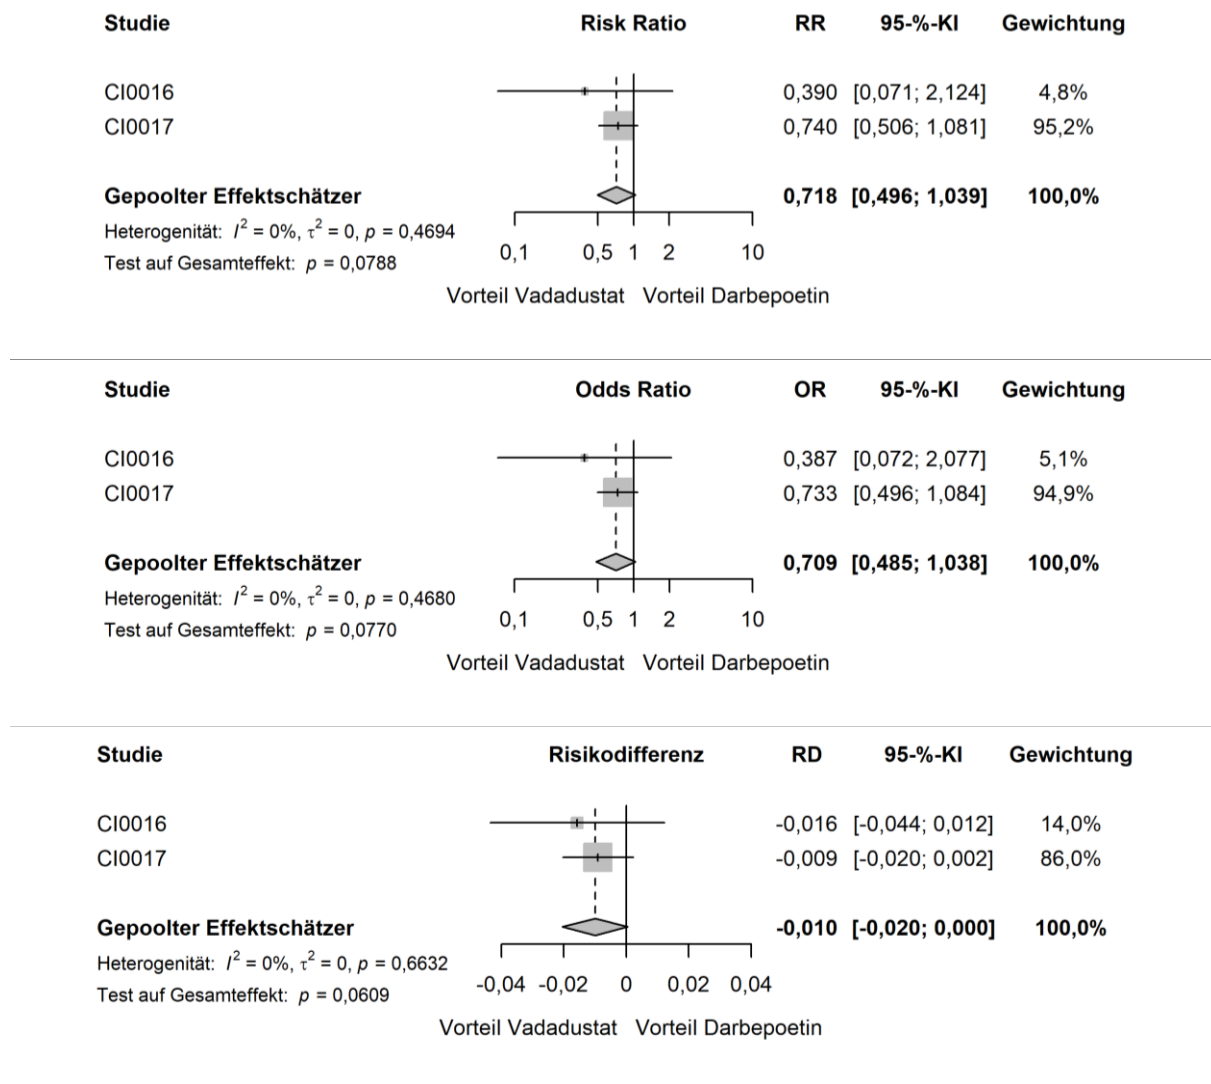 Studie Risk Ratio RR 95-%-KI Gewichtung
CI0016 0,390 [0,071; 2,124] 4,8%
CI0017 0,740 [0,506; 1,081] 95,2%
Gepoolter Effektschätzer 0,718 [0,496; 1,039] 100,0%
Heterogenität: I² = 0%, τ² = 0, p = 0,4694
Test auf Gesamteffekt: p = 0,0788
0,1 0,5 1 2 10
Vorteil Vadadustat Vorteil Darbepoetin
Studie Odds Ratio OR 95-%-KI Gewichtung
CI0016 0,387 [0,072; 2,077] 5,1%
CI0017 0,733 [0,496; 1,084] 94,9%
Gepoolter Effektschätzer 0,709 [0,485; 1,038] 100,0%
Heterogenität: I² = 0%, τ² = 0, p = 0,4680
Test auf Gesamteffekt: p = 0,0770
0,1 0,5 1 2 10
Vorteil Vadadustat Vorteil Darbepoetin
Studie Risikodifferenz RD 95-%-KI Gewichtung
CI0016 -0,016 [-0,044; 0,012] 14,0%
CI0017 -0,009 [-0,020; 0,002] 86,0%
Gepoolter Effektschätzer -0,010 [-0,020; 0,000] 100,0%
Heterogenität: I² = 0%, τ² = 0, p = 0,6632
Test auf Gesamteffekt: p = 0,0609
-0,04 -0,02 0 0,02 0,04
Vorteil Vadadustat Vorteil Darbepoetin